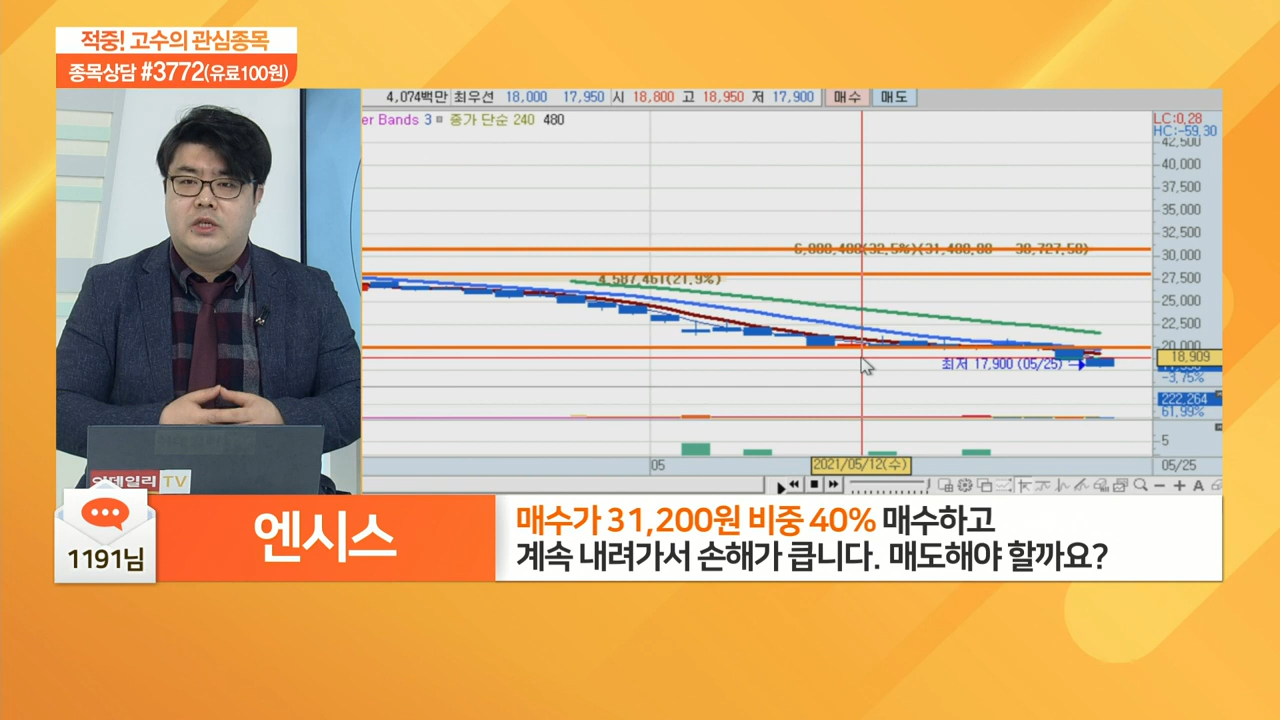 적중! 고수의 관심종목
종목상담 #3772(유료100원)
4,074백만 최우선 18,000 17,950 시 18,800 고 18,950 저 17,900 매수 매도
er Bands 3 종가 단순 240 480
LC:0.28
HC:-59.30
42,500
40,000
37,500
35,000
32,500
30,000
27,500
25,000
22,500
20,000
4,587,461(21.9%)
최저 17,900 (05/25)
18,909
-3.75%
222,264
61.99%
5
05
2021/05/12(수)
05/25
이데일리 TV
1191님
엔시스
매수가 31,200원 비중 40% 매수하고
계속 내려가서 손해가 큽니다. 매도해야 할까요?